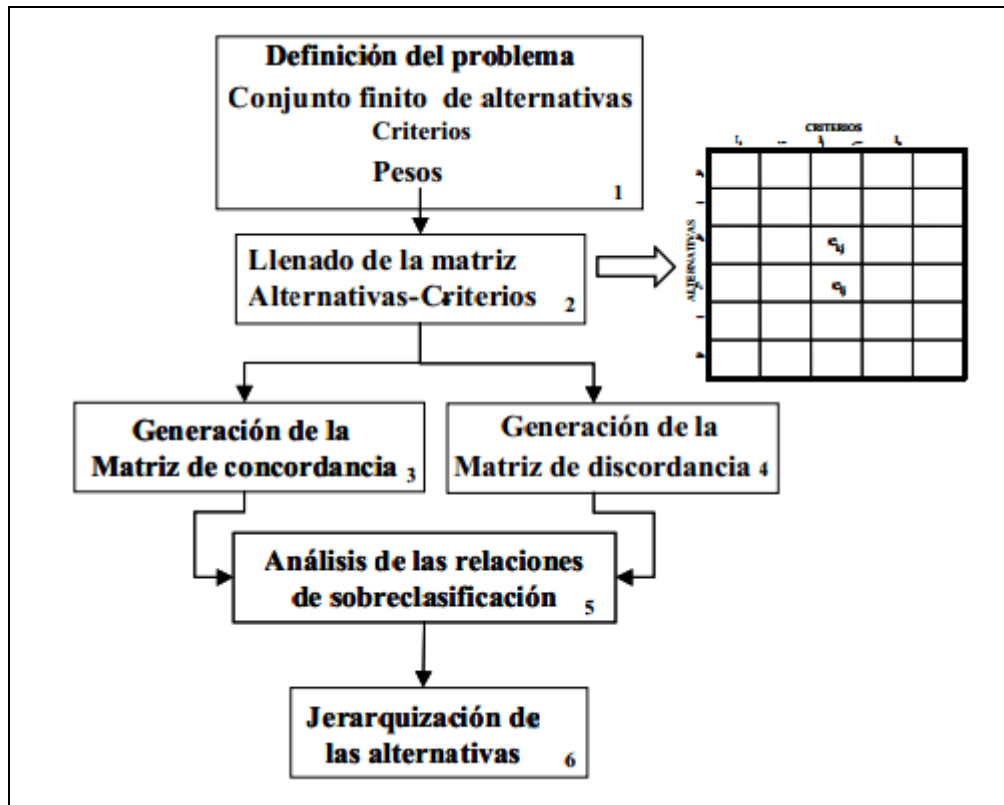 Definición del problema
Conjunto finito de alternativas
Criterios
Pesos
1
Llenado de la matriz
Alternativas-Criterios 2
CRITERIOS
ALTERNATIVAS
Generación de la
Matriz de concordancia 3
Generación de la
Matriz de discordancia 4
Análisis de las relaciones
de sobreclasificación 5
Jerarquización de
las alternativas 6